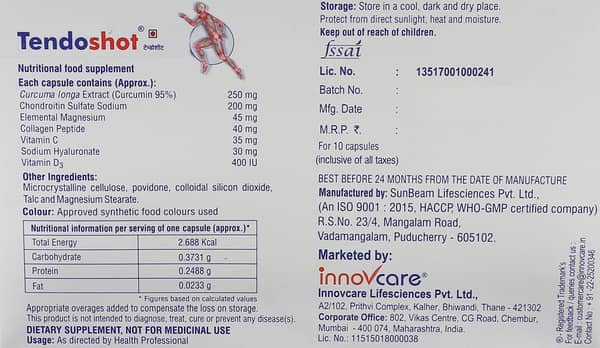 Tendoshot®
टेन्डोशॉट
Nutritional food supplement
Each capsule contains (Approx.):
Curcuma longa Extract (Curcumin 95%) 250 mg
Chondroitin Sulfate Sodium 200 mg
Elemental Magnesium 45 mg
Collagen Peptide 40 mg
Vitamin C 35 mg
Sodium Hyaluronate 30 mg
Vitamin D3 400 IU
Other Ingredients:
Microcrystalline cellulose, povidone, colloidal silicon dioxide,
Talc and Magnesium Stearate.
Colour: Approved synthetic food colours used
Nutritional information per serving of one capsule (approx.)*
Total Energy 2.688 Kcal
Carbohydrate 0.3731 g
Protein 0.2488 g
Fat 0.0233 g
* Figures based on calculated values
Appropriate overages added to compensate the loss on storage.
This product is not intended to diagnose, treat, cure or prevent any disease(s).
DIETARY SUPPLEMENT, NOT FOR MEDICINAL USE
Usage: As directed by Health Professional
Storage: Store in a cool, dark and dry place.
Protect from direct sunlight, heat and moisture.
Keep out of reach of children.
fssai
Lic. No. : 13517001000241
Batch No. :
Mfg. Date :
M.R.P. ₹. :
For 10 capsules
(inclusive of all taxes)
BEST BEFORE 24 MONTHS FROM THE DATE OF MANUFACTURE
Manufactured by: SunBeam Lifesciences Pvt. Ltd.,
(An ISO 9001 : 2015, HACCP, WHO-GMP certified company)
R.S.No. 23/4, Mangalam Road,
Vadamangalam, Puducherry - 605102.
Marketed by:
innovcare®
Innovcare Lifesciences Pvt. Ltd.,
A2/102, Prithvi Complex, Kalher, Bhiwandi, Thane - 421302
Corporate Office: 802, Vikas Centre, CG Road, Chembur,
Mumbai - 400 074, Maharashtra, India.
Lic. No.: 11515018000038
®- Registered Trademark's
For feedback / queries contact us :
E : customercare@innovcare.in
C : + 91 -22-25200346